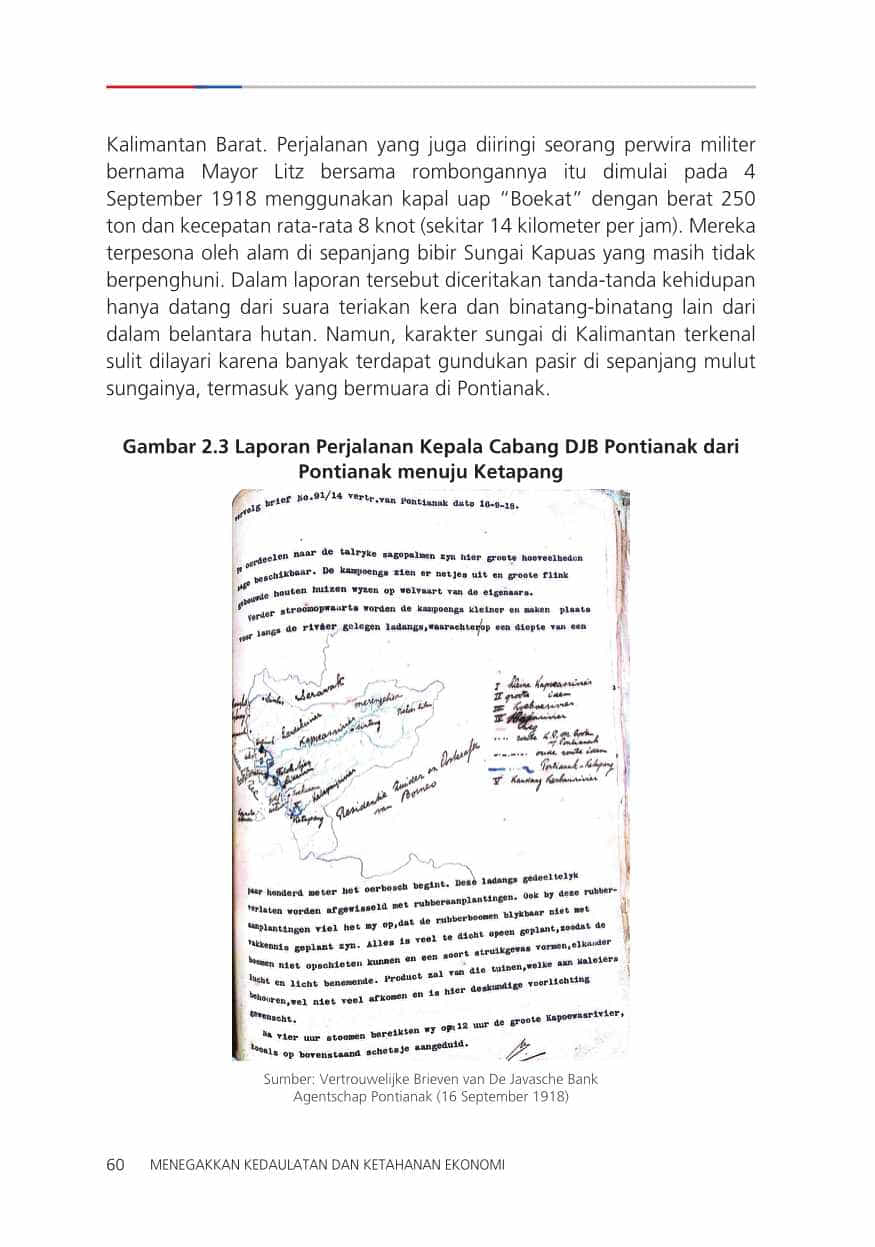 Kalimantan Barat. Perjalanan yang juga diiringi seorang perwira militer
bernama Mayor Litz bersama rombongannya itu dimulai pada 4
September 1918 menggunakan kapal uap “Boekat” dengan berat 250
ton dan kecepatan rata-rata 8 knot (sekitar 14 kilometer per jam). Mereka
terpesona oleh alam di sepanjang bibir Sungai Kapuas yang masih tidak
berpenghuni. Dalam laporan tersebut diceritakan tanda-tanda kehidupan
hanya datang dari suara teriakan kera dan binatang-binatang lain dari
dalam belantara hutan. Namun, karakter sungai di Kalimantan terkenal
sulit dilayari karena banyak terdapat gundukan pasir di sepanjang mulut
sungainya, termasuk yang bermuara di Pontianak.
Gambar 2.3 Laporan Perjalanan Kepala Cabang DJB Pontianak dari
Pontianak menuju Ketapang
vervolg brief No.91/14 vertr.van Pontianak dato 16-9-18.
Te oordeelen naar de talryke sagopalmen zyn hier groote hoeveelheden
sago beschikbaar. De kampoengs zien er netjes uit en groote flink
gebouwde houten huizen wyzen op welvaart van de eigenaars.
Verder stroomopwaarts worden de kampoengs kleiner en maken plaats
voor langs de rivier gelegen ladangs,waarachter op een diepte van een
Serawak
Kapoeasrivier
Sintang
Ketapang
Residentie Zuider en Oosterafd.
van Borneo
I kleine Kapoeasrivier
II groote idem
III
IV
Pontianak
oude route idem
Pontianak - Ketapang
V
paar honderd meter het oerbosch begint. Deze ladangs gedeeltelyk
verlaten worden afgewisseld met rubberaanplantingen. Ook by deze rubber-
aanplantingen viel het my op,dat de rubberboomen blykbaar niet met
vakkennis geplant zyn. Alles is veel te dicht opeen geplant,zoodat de
boomen niet opschieten kunnen en een soort struikgewas vormen,elkander
lucht en licht benemende. Product zal van die tuinen,welke aan Maleiers
behooren,wel niet veel afkomen en is hier deskundige voorlichting
gewenscht.
Na vier uur stoomen bereikten wy op 12 uur de groote Kapoewasrivier,
zooals op bovenstaand schetsje aangeduid.
Sumber: Vertrouwelijke Brieven van De Javasche Bank
Agentschap Pontianak (16 September 1918)
60 MENEGAKKAN KEDAULATAN DAN KETAHANAN EKONOMI